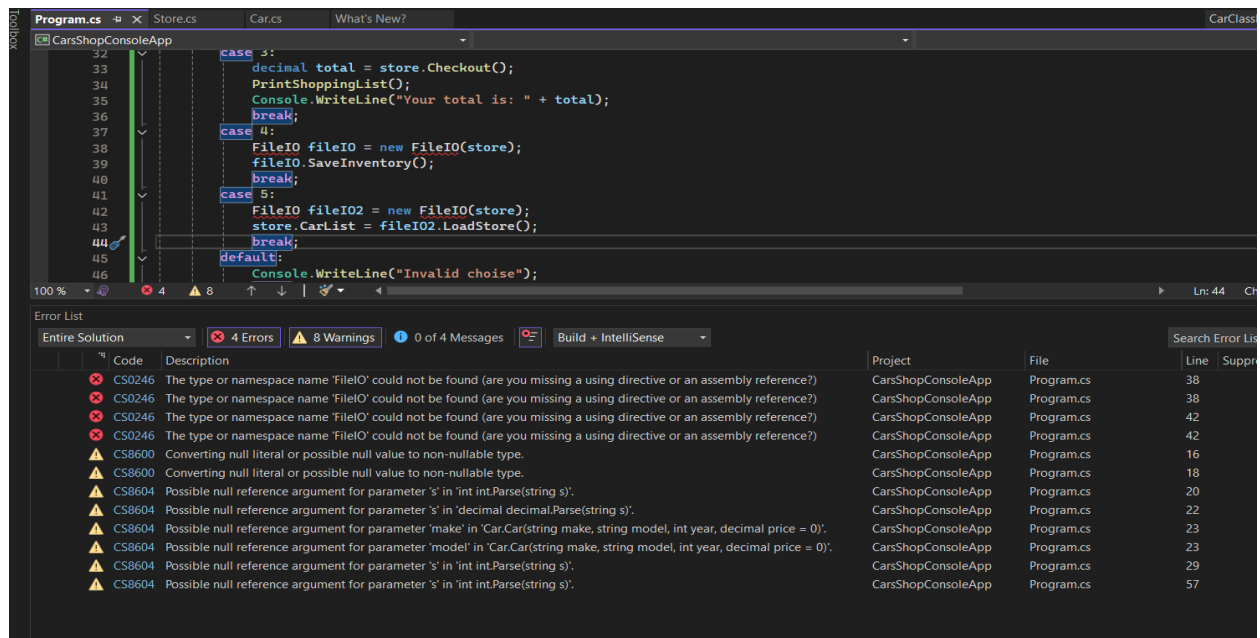 Toolbox
Program.cs Store.cs Car.cs What's New? CarClassl
C# CarsShopConsoleApp
32 case 3:
33 decimal total = store.Checkout();
34 PrintShoppingList();
35 Console.WriteLine("Your total is: " + total);
36 break;
37 case 4:
38 FileIO fileIO = new FileIO(store);
39 fileIO.SaveInventory();
40 break;
41 case 5:
42 FileIO fileIO2 = new FileIO(store);
43 store.CarList = fileIO2.LoadStore();
44 break;
45 default:
46 Console.WriteLine("Invalid choise");
100 % 4 8 Ln: 44 Ch
Error List
Entire Solution 4 Errors 8 Warnings 0 of 4 Messages Build + IntelliSense Search Error Lis
Code Description Project File Line Suppre
CS0246 The type or namespace name 'FileIO' could not be found (are you missing a using directive or an assembly reference?) CarsShopConsoleApp Program.cs 38
CS0246 The type or namespace name 'FileIO' could not be found (are you missing a using directive or an assembly reference?) CarsShopConsoleApp Program.cs 38
CS0246 The type or namespace name 'FileIO' could not be found (are you missing a using directive or an assembly reference?) CarsShopConsoleApp Program.cs 42
CS0246 The type or namespace name 'FileIO' could not be found (are you missing a using directive or an assembly reference?) CarsShopConsoleApp Program.cs 42
CS8600 Converting null literal or possible null value to non-nullable type. CarsShopConsoleApp Program.cs 16
CS8600 Converting null literal or possible null value to non-nullable type. CarsShopConsoleApp Program.cs 18
CS8604 Possible null reference argument for parameter 's' in 'int int.Parse(string s)'. CarsShopConsoleApp Program.cs 20
CS8604 Possible null reference argument for parameter 's' in 'decimal decimal.Parse(string s)'. CarsShopConsoleApp Program.cs 22
CS8604 Possible null reference argument for parameter 'make' in 'Car.Car(string make, string model, int year, decimal price = 0)'. CarsShopConsoleApp Program.cs 23
CS8604 Possible null reference argument for parameter 'model' in 'Car.Car(string make, string model, int year, decimal price = 0)'. CarsShopConsoleApp Program.cs 23
CS8604 Possible null reference argument for parameter 's' in 'int int.Parse(string s)'. CarsShopConsoleApp Program.cs 29
CS8604 Possible null reference argument for parameter 's' in 'int int.Parse(string s)'. CarsShopConsoleApp Program.cs 57